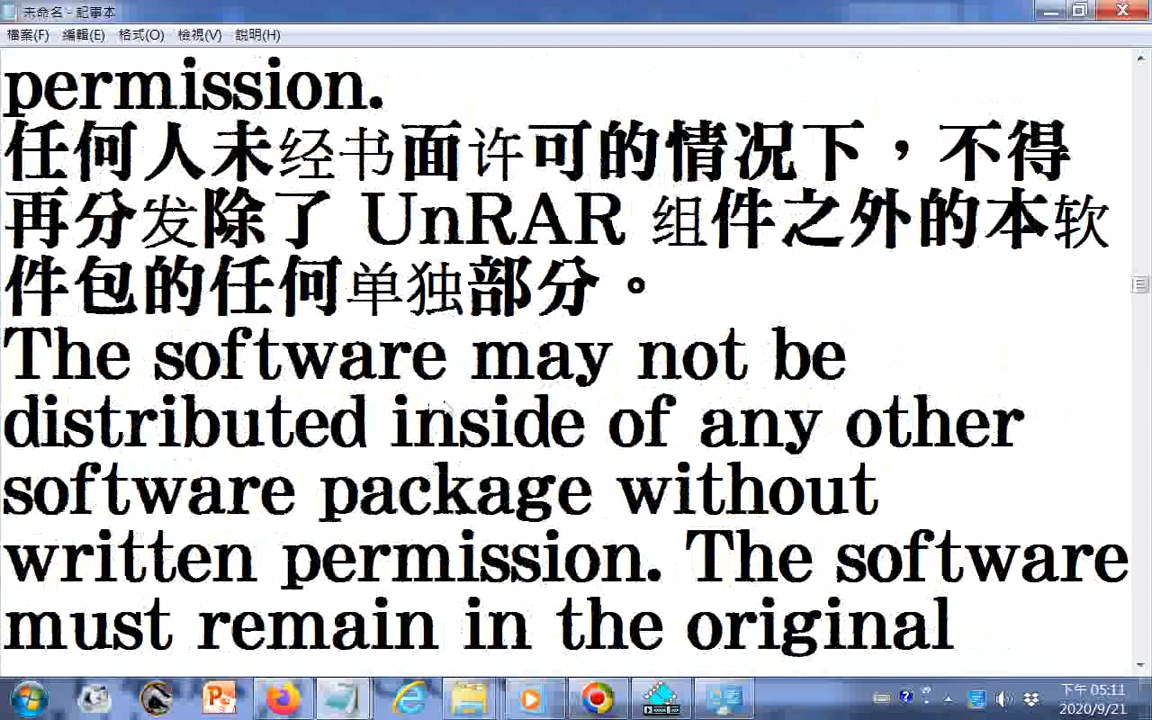 未命名 - 記事本
檔案(F) 編輯(E) 格式(O) 檢視(V) 說明(H)
permission.
任何人未经书面许可的情况下，不得
再分发除了 UnRAR 组件之外的本软
件包的任何单独部分。
The software may not be
distributed inside of any other
software package without
written permission. The software
must remain in the original
下午 05:11
2020/9/21